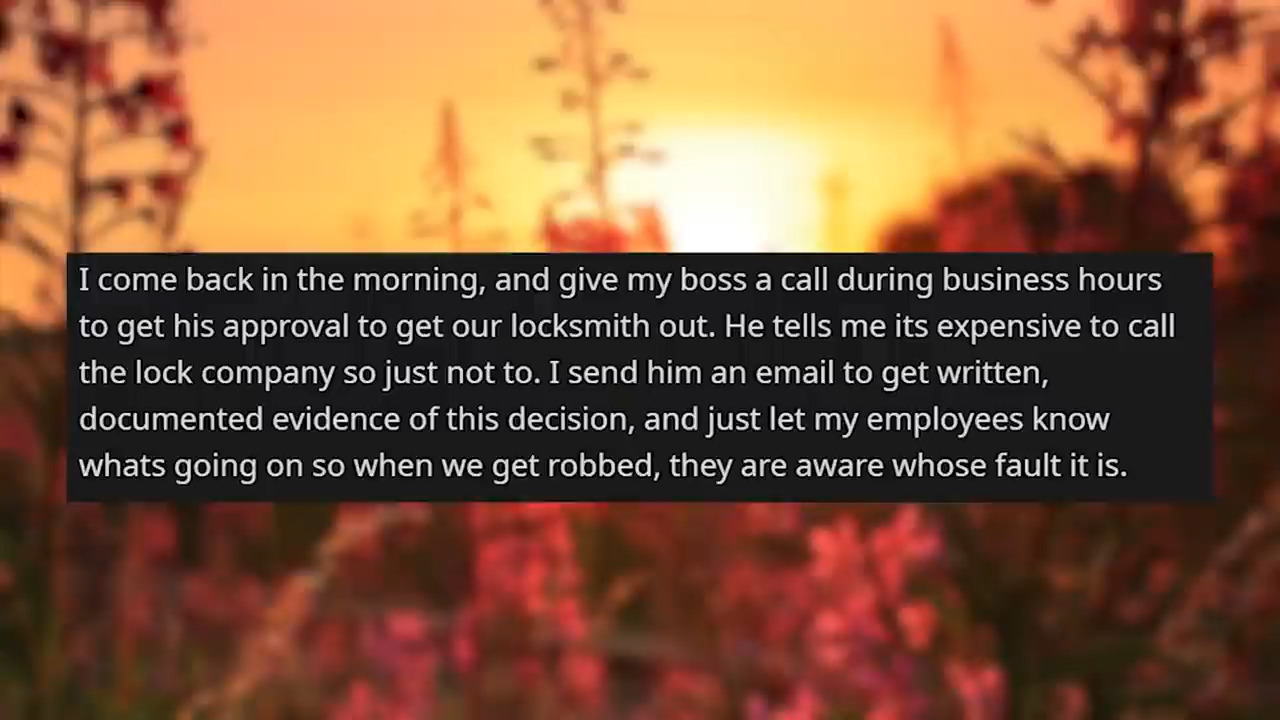 I come back in the morning, and give my boss a call during business hours
to get his approval to get our locksmith out. He tells me its expensive to call
the lock company so just not to. I send him an email to get written,
documented evidence of this decision, and just let my employees know
whats going on so when we get robbed, they are aware whose fault it is.